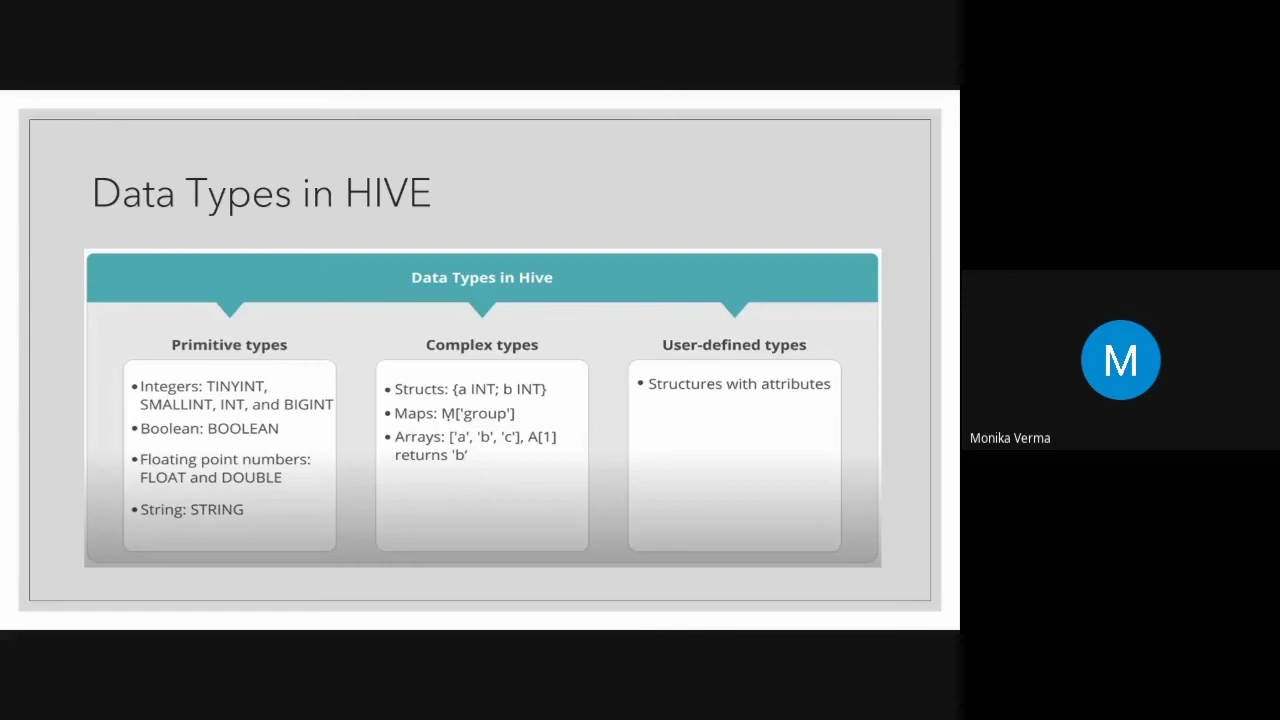 Data Types in HIVE
Data Types in Hive
Primitive types
• Integers: TINYINT,
SMALLINT, INT, and BIGINT
• Boolean: BOOLEAN
• Floating point numbers:
FLOAT and DOUBLE
• String: STRING
Complex types
• Structs: {a INT; b INT}
• Maps: M['group']
• Arrays: ['a', 'b', 'c'], A[1]
returns 'b'
User-defined types
• Structures with attributes
M
Monika Verma